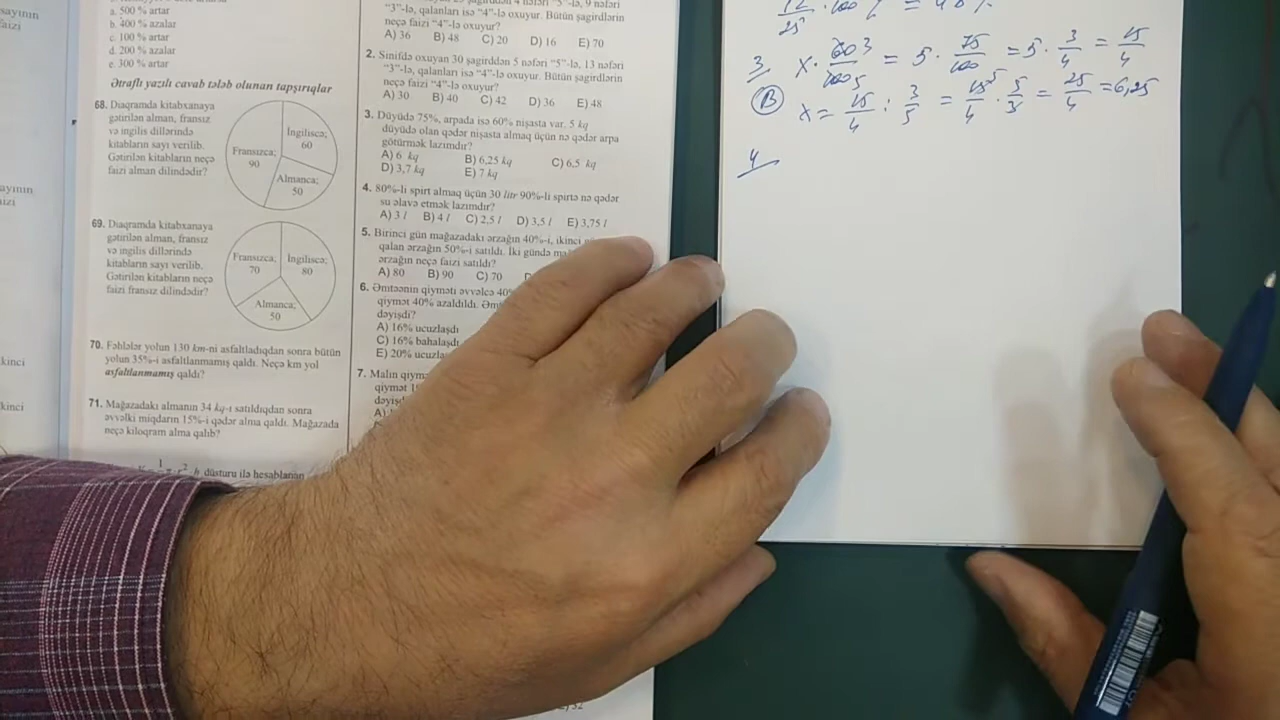 sayının
faizi
sayının
kinci
kinci
a. 500 % artar
b. 400 % azalar
c. 100 % artar
d. 200 % azalar
e. 300 % artar
Ətraflı yazılı cavab tələb olunan tapşırıqlar
68. Diaqramda kitabxanaya
gətirilən alman, fransız
və ingilis dillərində
kitabların sayı verilib.
Gətirilən kitabların neçə
faizi alman dilindədir?
İngiliscə;
60
Fransızca;
90
Almanca;
50
69. Diaqramda kitabxanaya
gətirilən alman, fransız
və ingilis dillərində
kitabların sayı verilib.
Gətirilən kitabların neçə
faizi fransız dilindədir?
Fransızca;
70
İngiliscə;
80
Almanca;
50
70. Fəhlələr yolun 130 km-ni asfaltladıqdan sonra bütün
yolun 35%-i asfaltlanmamış qaldı. Neçə km yol
asfaltlanmamış qaldı?
71. Mağazadakı almanın 34 kq-ı satıldıqdan sonra
əvvəlki miqdarın 15%-i qədər alma qaldı. Mağazada
neçə kiloqram alma qalıb?
düsturu ilə hesablanan
"3"-lə, qalanları isə "4"-lə oxuyur. Bütün şagirdlərin
neçə faizi "4"-lə oxuyur?
A) 36 B) 48 C) 20 D) 16 E) 70
2. Sinifdə oxuyan 30 şagirddən 5 nəfəri "5"-lə, 13 nəfəri
"3"-lə, qalanları isə "4"-lə oxuyur. Bütün şagirdlərin
neçə faizi "4"-lə oxuyur?
A) 30 B) 40 C) 42 D) 36 E) 48
3. Düyüdə 75%, arpada isə 60% nişasta var. 5 kq
düyüdə olan qədər nişasta almaq üçün nə qədər arpa
götürmək lazımdır?
A) 6 kq B) 6,25 kq C) 6,5 kq
D) 3,7 kq E) 7 kq
4. 80%-li spirt almaq üçün 30 litr 90%-li spirtə nə qədər
su əlavə etmək lazımdır?
A) 3 l B) 4 l C) 2,5 l D) 3,5 l E) 3,75 l
5. Birinci gün mağazadakı ərzağın 40%-i, ikinci
qalan ərzağın 50%-i satıldı. İki gündə
ərzağın neçə faizi satıldı?
A) 80 B) 90 C) 70
6. Əmtəənin qiyməti əvvəlcə 40%
qiymət 40% azaldıldı.
dəyişdi?
A) 16% ucuzlaşdı
C) 16% bahalaşdı
E) 20%
7. Malın
qiymət
12/25 · 100% = 48%
3 x · 60/100 = 5 · 75/100 = 5 · 3/4 = 15/4
B x = 15/4 : 3/5 = 15/4 · 5/3 = 25/4 = 6,25
4